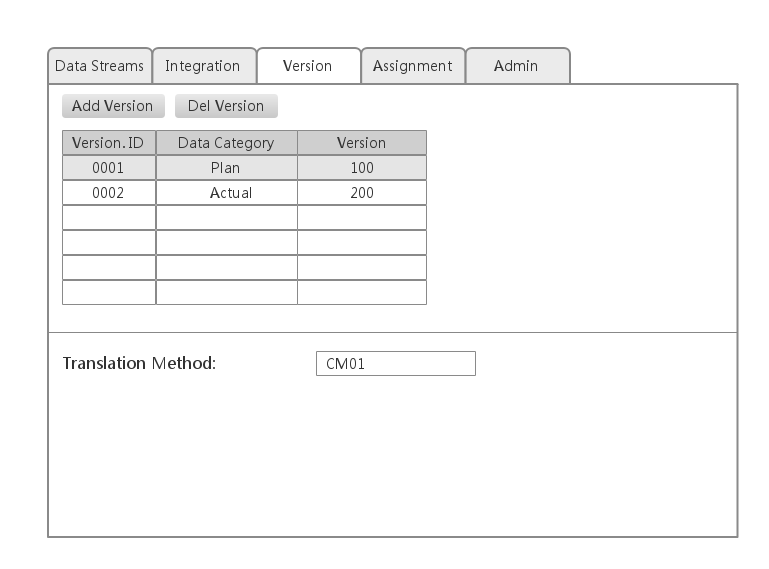 Data Streams Integration Version Assignment Admin
Add Version Del Version
Version.ID Data Category Version
0001 Plan 100
0002 Actual 200
Translation Method: CM01